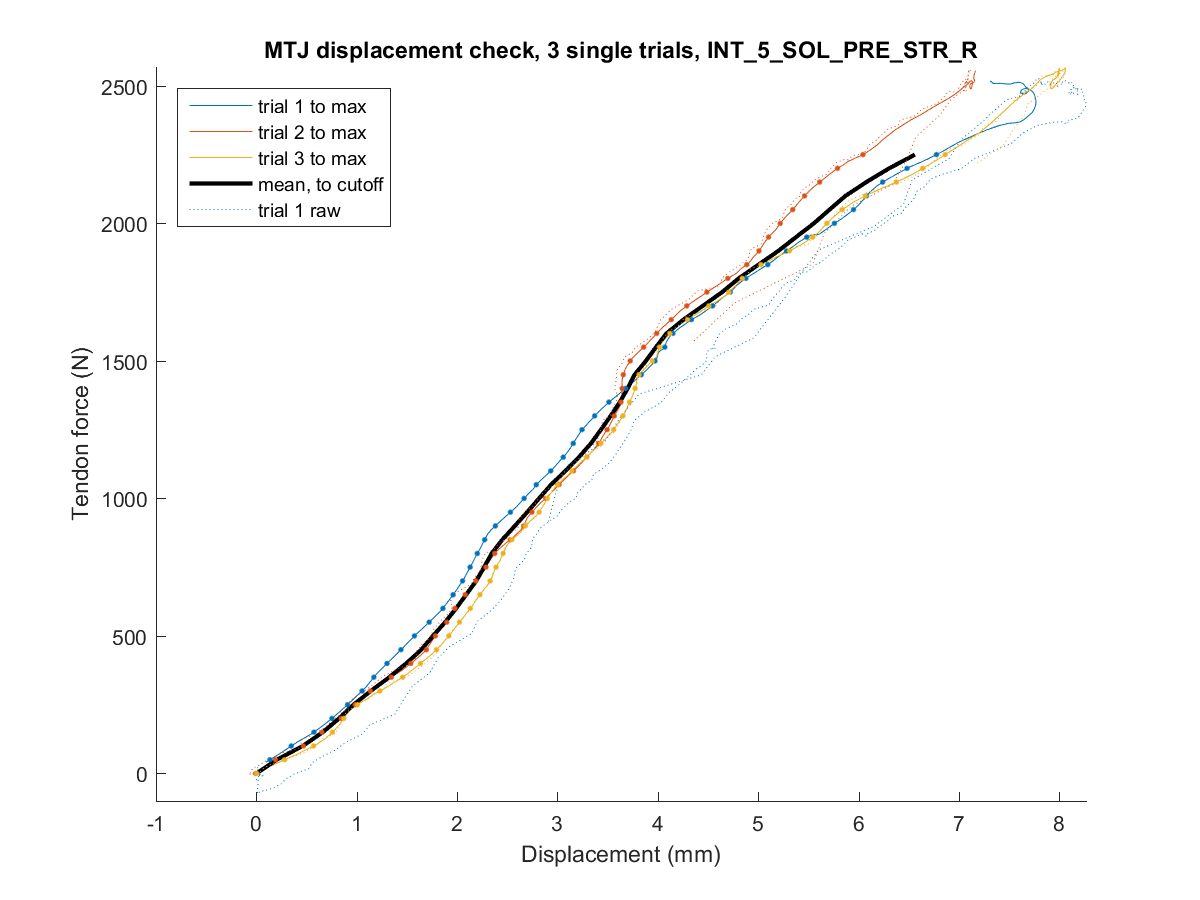 MTJ displacement check, 3 single trials, INT_5_SOL_PRE_STR_R
trial 1 to max
trial 2 to max
trial 3 to max
mean, to cutoff
trial 1 raw
Tendon force (N)
2500
2000
1500
1000
500
0
-1 0 1 2 3 4 5 6 7 8
Displacement (mm)